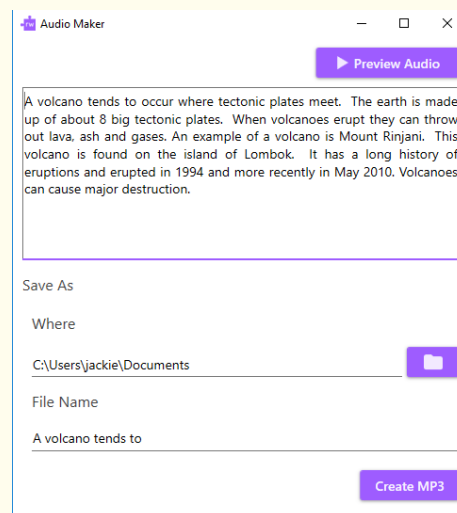 rw Audio Maker
Preview Audio
A volcano tends to occur where tectonic plates meet.  The earth is made
up of about 8 big tectonic plates.  When volcanoes erupt they can throw
out lava, ash and gases. An example of a volcano is Mount Rinjani.  This
volcano is found on the island of Lombok.  It has a long history of
eruptions and erupted in 1994 and more recently in May 2010. Volcanoes
can cause major destruction.
Save As
Where
C:\Users\jackie\Documents
File Name
A volcano tends to
Create MP3